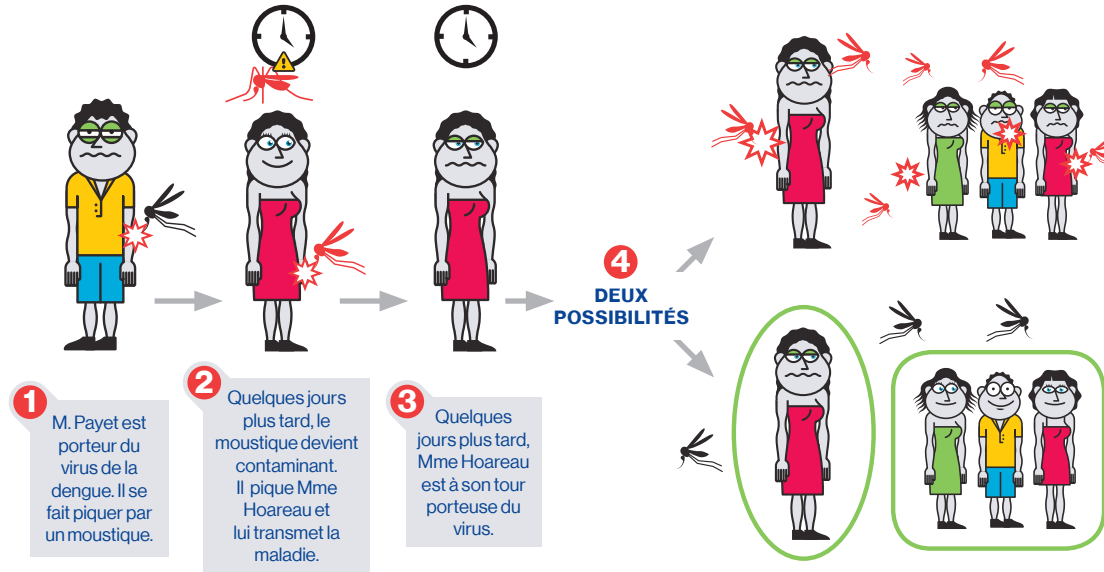 1
M. Payet est
porteur du
virus de la
dengue. Il se
fait piquer par
un moustique.
2
Quelques jours
plus tard, le
moustique devient
contaminant.
Il pique Mme
Hoareau et
lui transmet la
maladie.
3
Quelques
jours plus tard,
Mme Hoareau
est à son tour
porteuse du
virus.
4
DEUX
POSSIBILITÉS